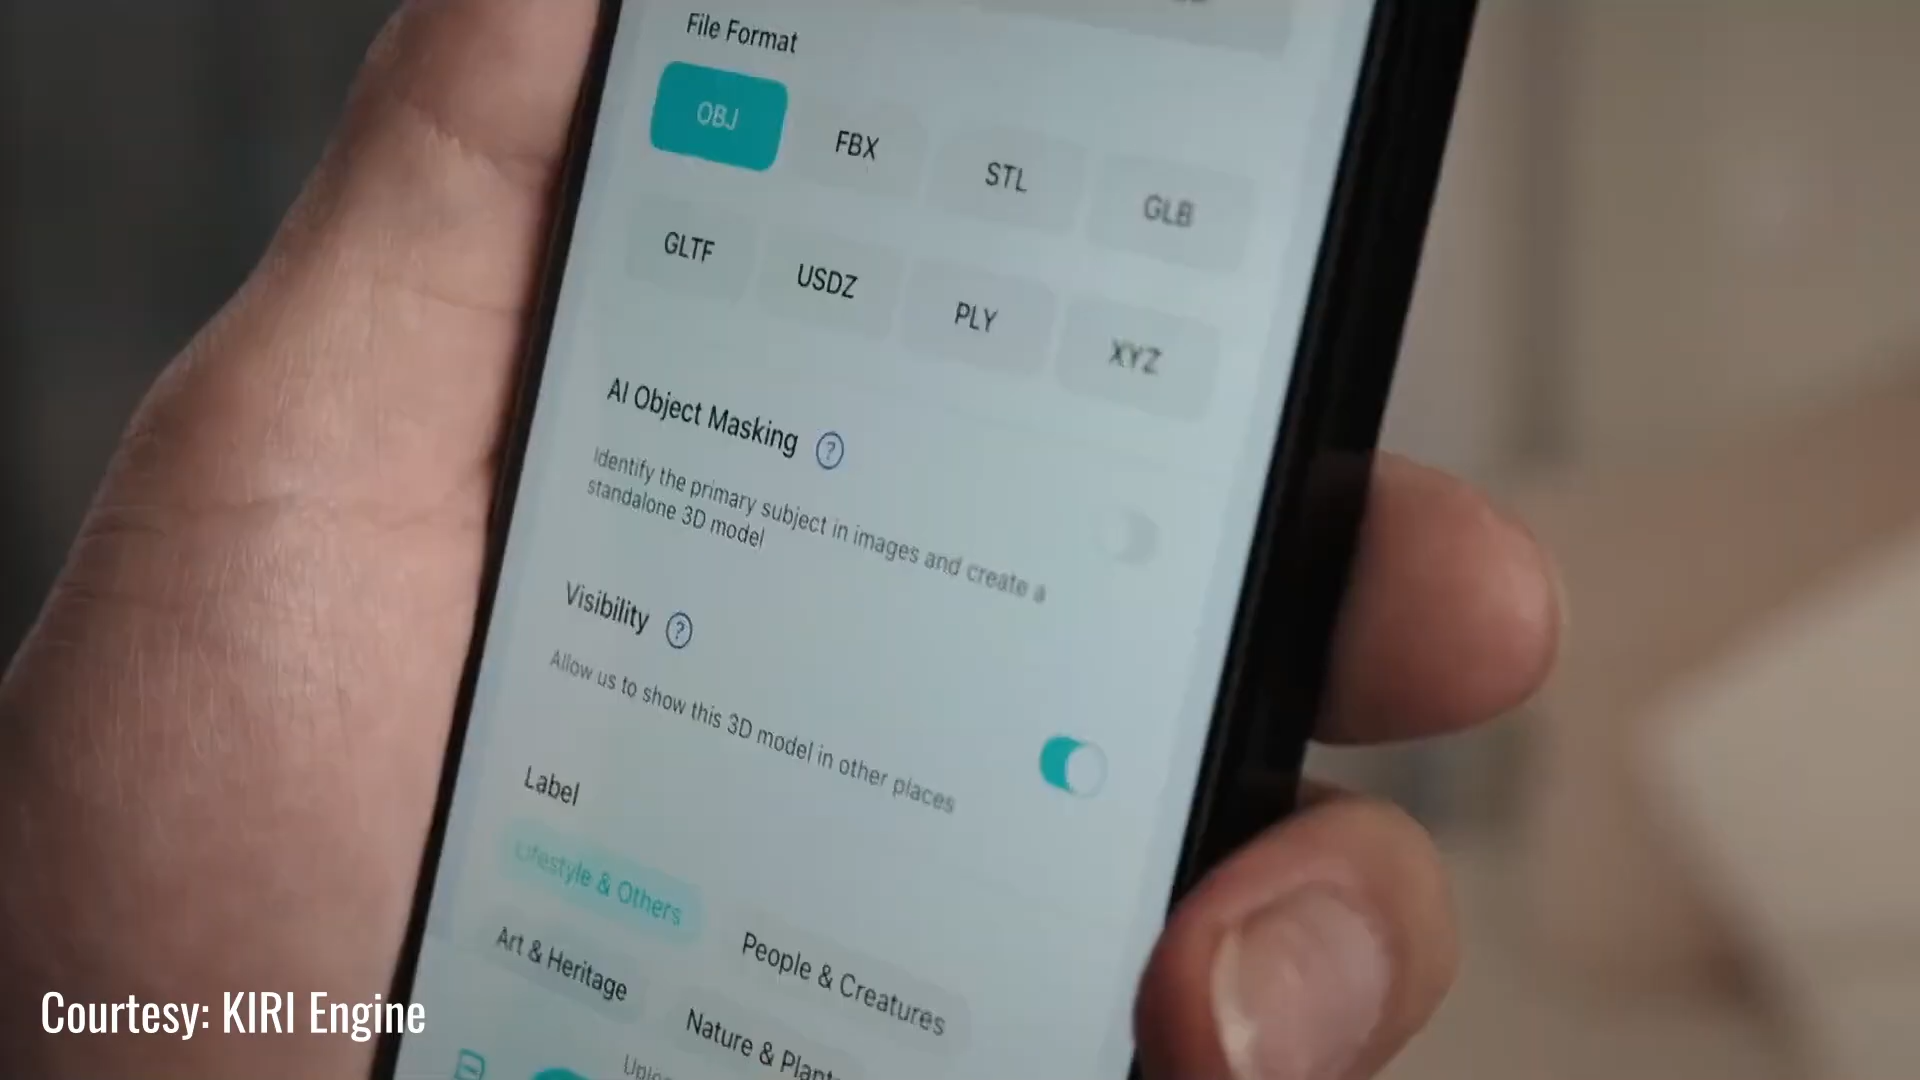 File Format
OBJ
FBX
STL
GLB
GLTF
USDZ
PLY
XYZ
AI Object Masking ?
Identify the primary subject in images and create a
standalone 3D model
Visibility ?
Allow us to show this 3D model in other places
Label
Lifestyle & Others
People & Creatures
Art & Heritage
Nature & Plant
Courtesy: KIRI Engine